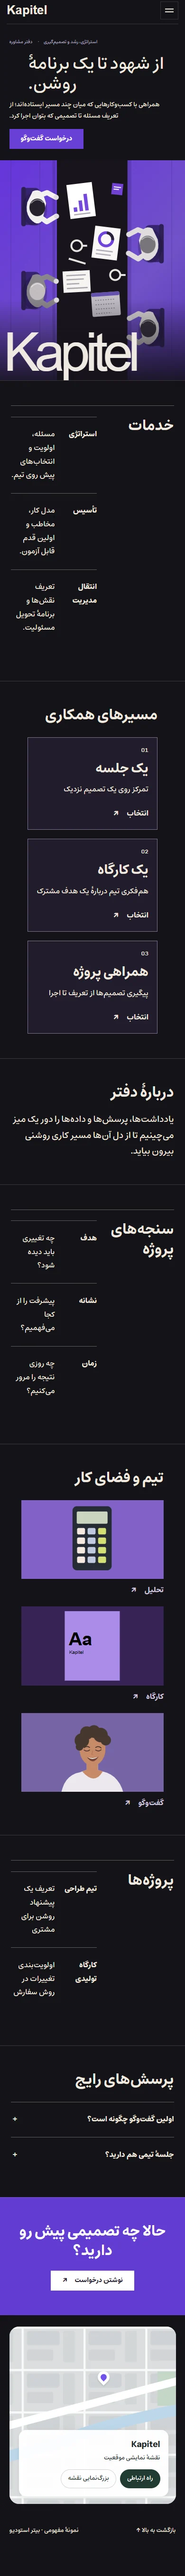 Kapitel
استراتژی، رشد و تصمیم‌گیری
دفتر مشاوره
از شهود تا یک برنامهٔ
روشن.
همراهی با کسب‌وکارهایی که میان چند مسیر ایستاده‌اند؛ از
تعریف مسئله تا تصمیمی که بتوان اجرا کرد.
درخواست گفت‌وگو
Kapitel
خدمات
استراتژی
مسئله،
اولویت و
انتخاب‌های
پیش روی تیم.
تأسیس
مدل کار،
مخاطب و
اولین قدم
قابل آزمون.
انتقال
مدیریت
تعریف
نقش‌ها و
برنامهٔ تحویل
مسئولیت.
مسیرهای همکاری
01
یک جلسه
تمرکز روی یک تصمیم نزدیک
انتخاب ↗
02
یک کارگاه
هم‌فکری تیم دربارهٔ یک هدف مشترک
انتخاب ↗
03
همراهی پروژه
پیگیری تصمیم‌ها از تعریف تا اجرا
انتخاب ↗
دربارهٔ دفتر
یادداشت‌ها، پرسش‌ها و داده‌ها را دور یک میز
می‌چینیم تا از دل آن‌ها مسیر کاری روشنی
بیرون بیاید.
سنجه‌های
پروژه
هدف
چه تغییری
باید دیده
شود؟
نشانه
پیشرفت را از
کجا
می‌فهمیم؟
زمان
چه روزی
نتیجه را مرور
می‌کنیم؟
تیم و فضای کار
تحلیل ↗
Aa
Kapitel
کارگاه ↗
گفت‌وگو ↗
پروژه‌ها
تیم طراحی
تعریف یک
پیشنهاد
روشن برای
مشتری
کارگاه
تولیدی
اولویت‌بندی
تغییرات در
روش سفارش
پرسش‌های رایج
اولین گفت‌وگو چگونه است؟ +
جلسهٔ تیمی هم دارید؟ +
حالا چه تصمیمی پیش رو
دارید؟
نوشتن درخواست ↗
Kapitel
نقشهٔ نمایشی موقعیت
راه ارتباطی
بزرگ‌نمایی نقشه
بازگشت به بالا ↑
نمونهٔ مفهومی · بیتر استودیو